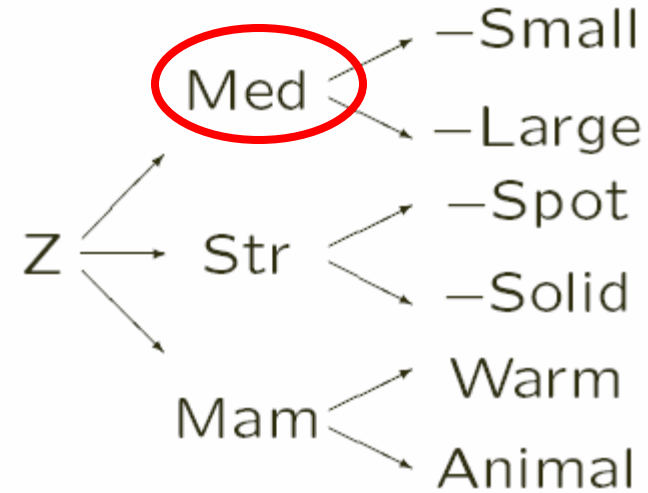 Z
Med
Str
Mam
—Small
—Large
—Spot
—Solid
Warm
Animal